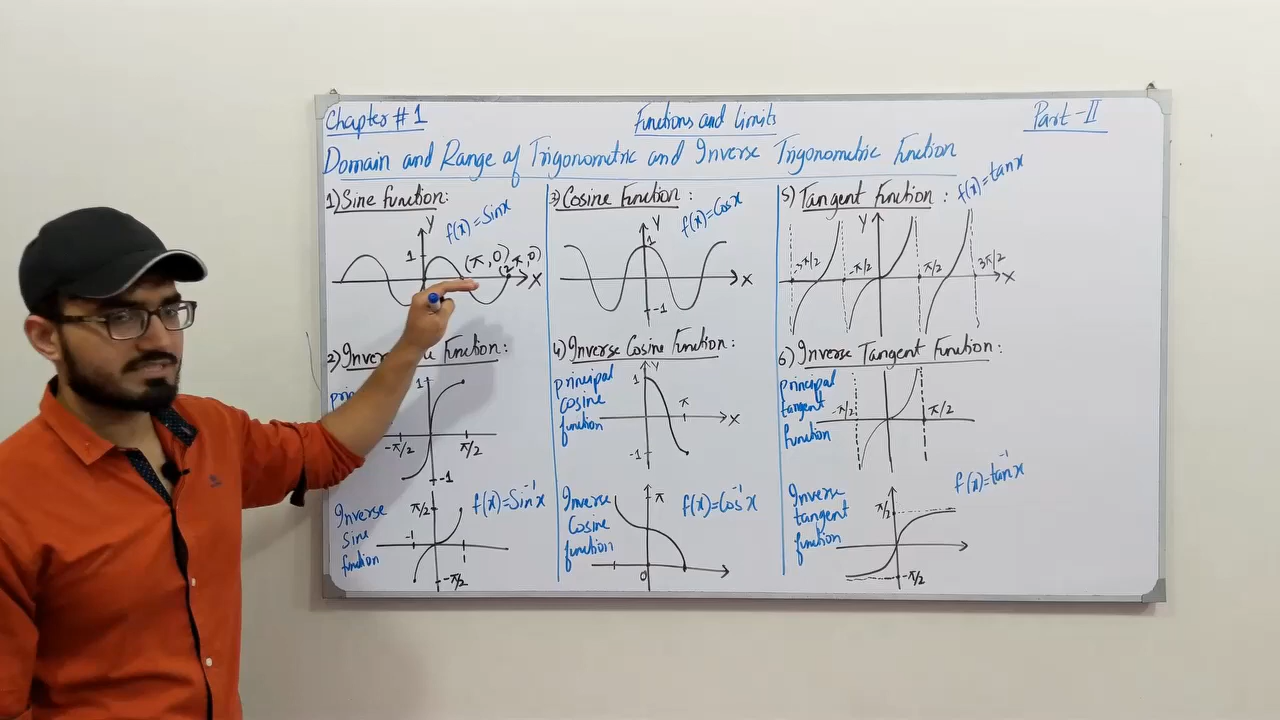 Chapter # 1
Functions and Limits
Part-II
Domain and Range of Trigonometric and Inverse Trigonometric Function
1) Sine function:
f(x)=Sinx
Y
1
(π,0)
(2π,0)
X
2) Inverse Function:
1
-π/2
π/2
-1
Inverse
Sine
function
f(x)=Sin⁻¹x
π/2
-1
1
-π/2
3) Cosine Function:
f(x)=Cosx
1
X
-1
4) Inverse Cosine Function:
principal
cosine
function
Y
1
π
X
-1
Inverse
Cosine
function
π
f(x)=Cos⁻¹x
0
5) Tangent Function:
f(x)=tanx
Y
-π/2
π/2
3π/2
X
6) Inverse Tangent Function:
principal
tangent
function
-π/2
π/2
f(x)=tan⁻¹x
Inverse
tangent
function
π/2
-π/2